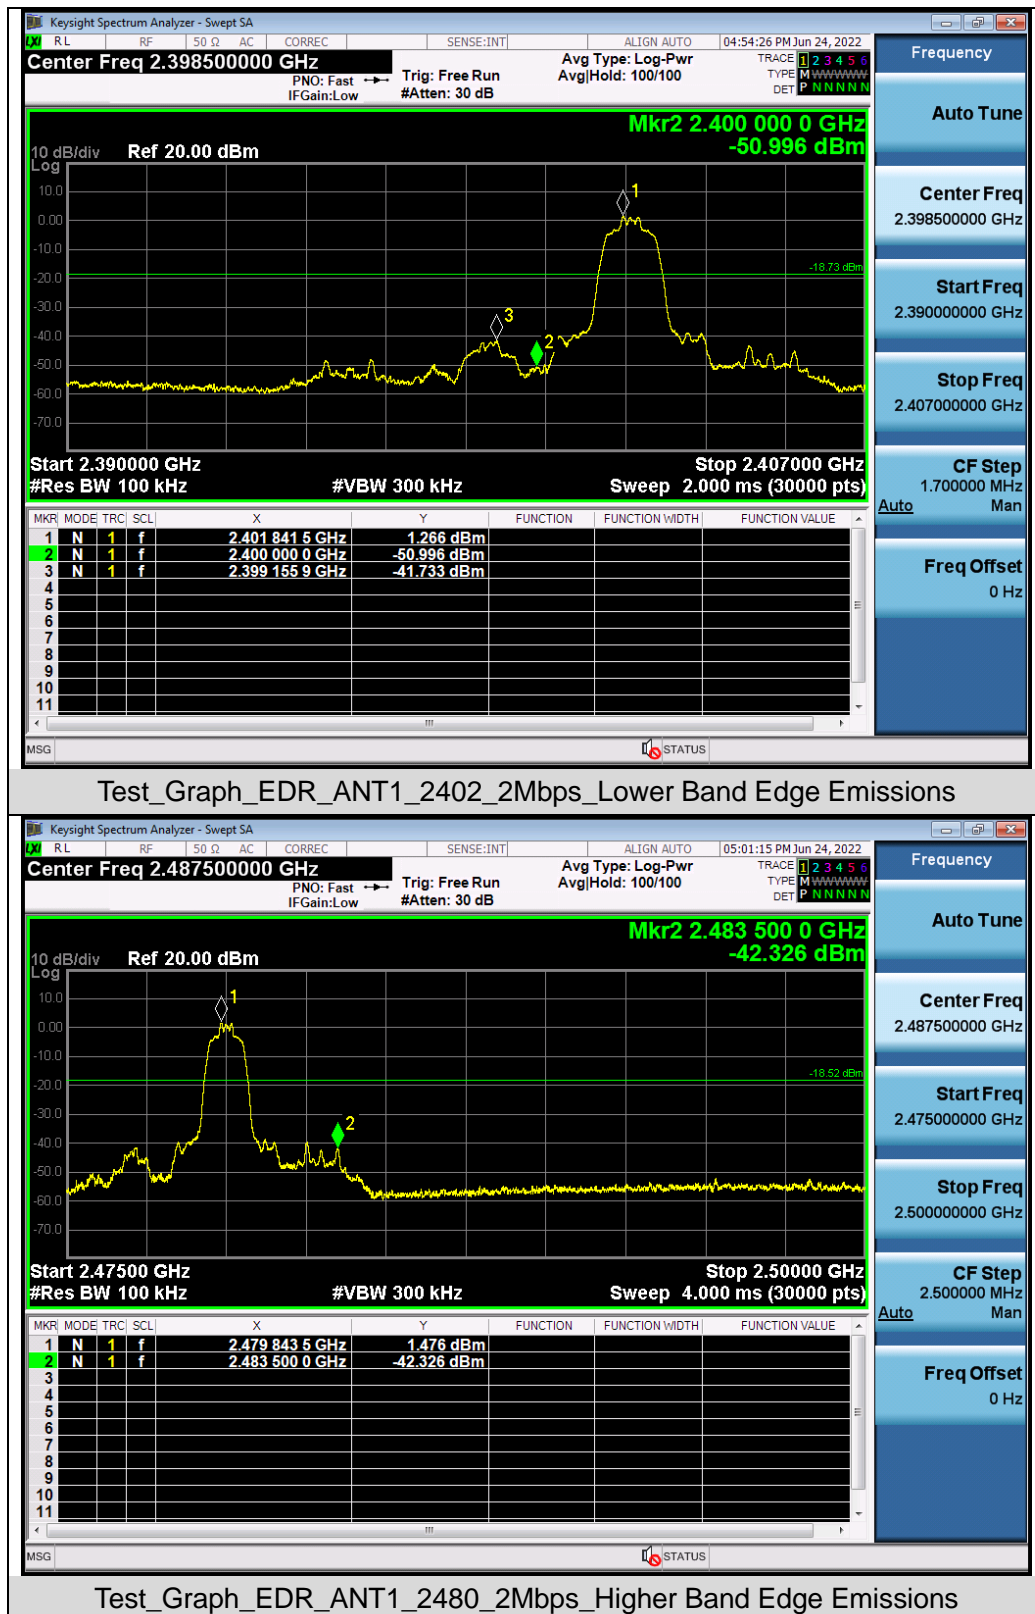 Keysight Spectrum Analyzer - Swept SA
LXI RL RF 50 Ω AC CORREC SENSE:INT ALIGN AUTO 04:54:26 PM Jun 24, 2022
Center Freq 2.398500000 GHz
PNO: Fast
IFGain:Low
Trig: Free Run
#Atten: 30 dB
Avg Type: Log-Pwr
Avg|Hold: 100/100
TRACE 1 2 3 4 5 6
TYPE M WWWWW
DET P N N N N N
Frequency
Mkr2 2.400 000 0 GHz
-50.996 dBm
10 dB/div Ref 20.00 dBm
Log
10.0
0.00
-10.0
-20.0
-30.0
-40.0
-50.0
-60.0
-70.0
1
2
3
-18.73 dBm
Start 2.390000 GHz Stop 2.407000 GHz
#Res BW 100 kHz #VBW 300 kHz Sweep 2.000 ms (30000 pts)
MKR MODE TRC SCL X Y FUNCTION FUNCTION WIDTH FUNCTION VALUE
1 N 1 f 2.401 841 5 GHz 1.266 dBm
2 N 1 f 2.400 000 0 GHz -50.996 dBm
3 N 1 f 2.399 155 9 GHz -41.733 dBm
4
5
6
7
8
9
10
11
MSG STATUS
Auto Tune
Center Freq
2.398500000 GHz
Start Freq
2.390000000 GHz
Stop Freq
2.407000000 GHz
CF Step
1.700000 MHz
Auto Man
Freq Offset
0 Hz
Test_Graph_EDR_ANT1_2402_2Mbps_Lower Band Edge Emissions
Keysight Spectrum Analyzer - Swept SA
LXI RL RF 50 Ω AC CORREC SENSE:INT ALIGN AUTO 05:01:15 PM Jun 24, 2022
Center Freq 2.487500000 GHz
PNO: Fast
IFGain:Low
Trig: Free Run
#Atten: 30 dB
Avg Type: Log-Pwr
Avg|Hold: 100/100
TRACE 1 2 3 4 5 6
TYPE M WWWWW
DET P N N N N N
Frequency
Mkr2 2.483 500 0 GHz
-42.326 dBm
10 dB/div Ref 20.00 dBm
Log
10.0
0.00
-10.0
-20.0
-30.0
-40.0
-50.0
-60.0
-70.0
1
2
-18.52 dBm
Start 2.47500 GHz Stop 2.50000 GHz
#Res BW 100 kHz #VBW 300 kHz Sweep 4.000 ms (30000 pts)
MKR MODE TRC SCL X Y FUNCTION FUNCTION WIDTH FUNCTION VALUE
1 N 1 f 2.479 843 5 GHz 1.476 dBm
2 N 1 f 2.483 500 0 GHz -42.326 dBm
3
4
5
6
7
8
9
10
11
MSG STATUS
Auto Tune
Center Freq
2.487500000 GHz
Start Freq
2.475000000 GHz
Stop Freq
2.500000000 GHz
CF Step
2.500000 MHz
Auto Man
Freq Offset
0 Hz
Test_Graph_EDR_ANT1_2480_2Mbps_Higher Band Edge Emissions